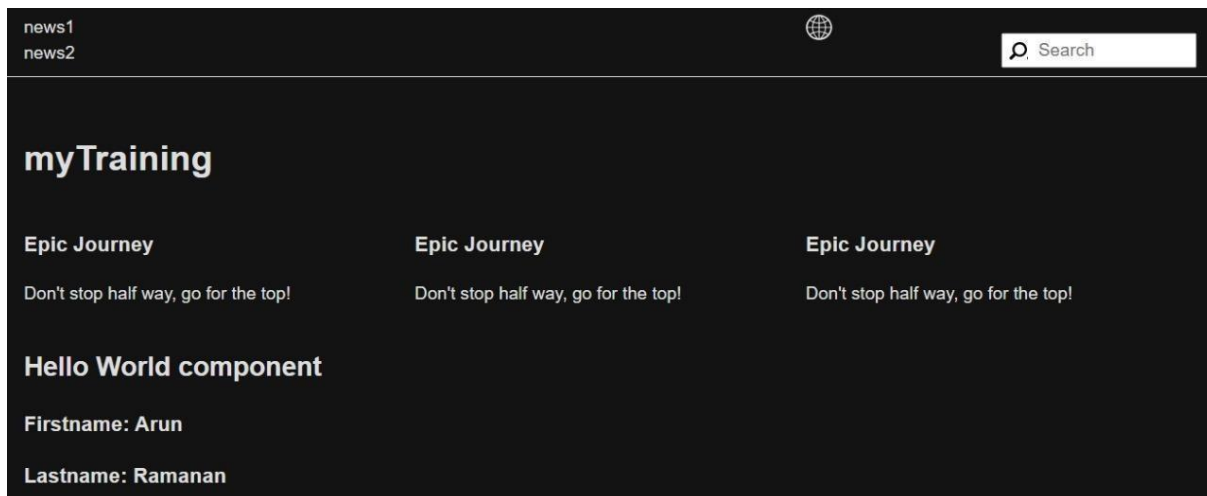 news1
news2
Search
myTraining
Epic Journey Epic Journey Epic Journey
Don't stop half way, go for the top! Don't stop half way, go for the top! Don't stop half way, go for the top!
Hello World component
Firstname: Arun
Lastname: Ramanan